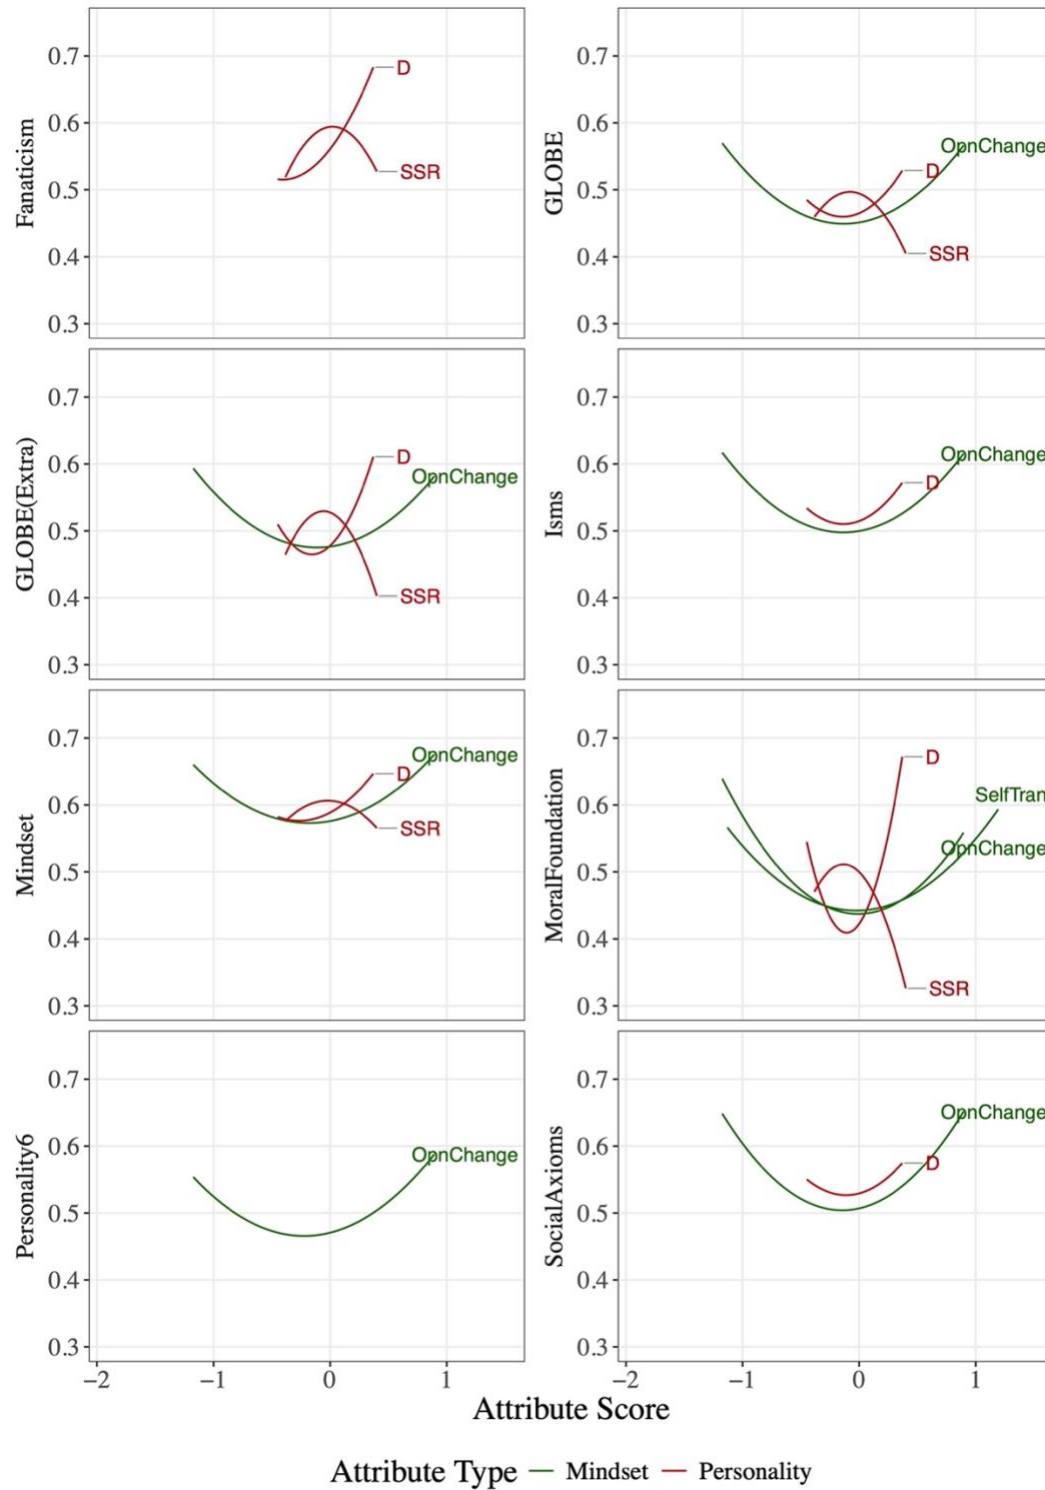 Fanaticism
0.7
0.6
0.5
0.4
0.3
D
SSR
GLOBE
0.7
0.6
0.5
0.4
0.3
OpnChange
D
SSR
GLOBE(Extra)
0.7
0.6
0.5
0.4
0.3
D
OpnChange
SSR
Isms
0.7
0.6
0.5
0.4
0.3
OpnChange
D
Mindset
0.7
0.6
0.5
0.4
0.3
OpnChange
D
SSR
MoralFoundation
0.7
0.6
0.5
0.4
0.3
D
SelfTran
OpnChange
SSR
Personality6
0.7
0.6
0.5
0.4
0.3
OpnChange
SocialAxioms
0.7
0.6
0.5
0.4
0.3
OpnChange
D
−2 −1 0 1
−2 −1 0 1
Attribute Score
Attribute Type Mindset Personality